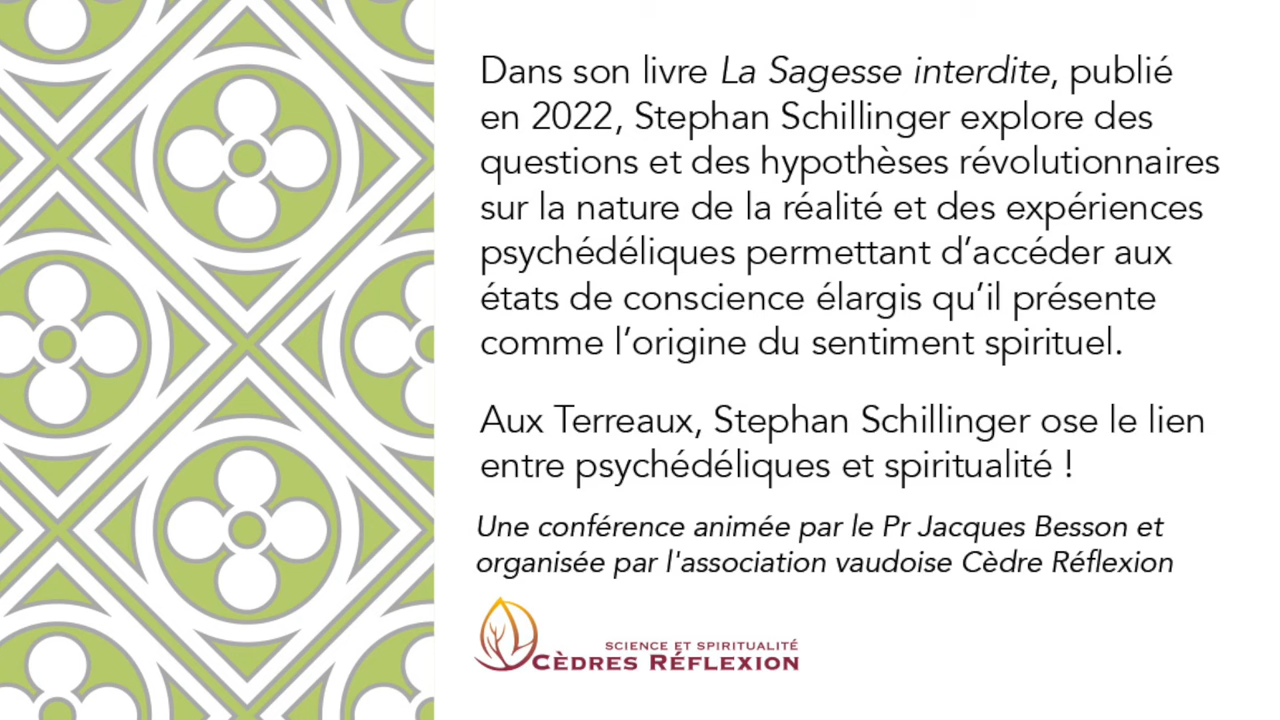 Dans son livre La Sagesse interdite, publié
en 2022, Stephan Schillinger explore des
questions et des hypothèses révolutionnaires
sur la nature de la réalité et des expériences
psychédéliques permettant d’accéder aux
états de conscience élargis qu’il présente
comme l’origine du sentiment spirituel.
Aux Terreaux, Stephan Schillinger ose le lien
entre psychédéliques et spiritualité !
Une conférence animée par le Pr Jacques Besson et
organisée par l'association vaudoise Cèdre Réflexion
SCIENCE ET SPIRITUALITÉ
CÈDRES RÉFLEXION